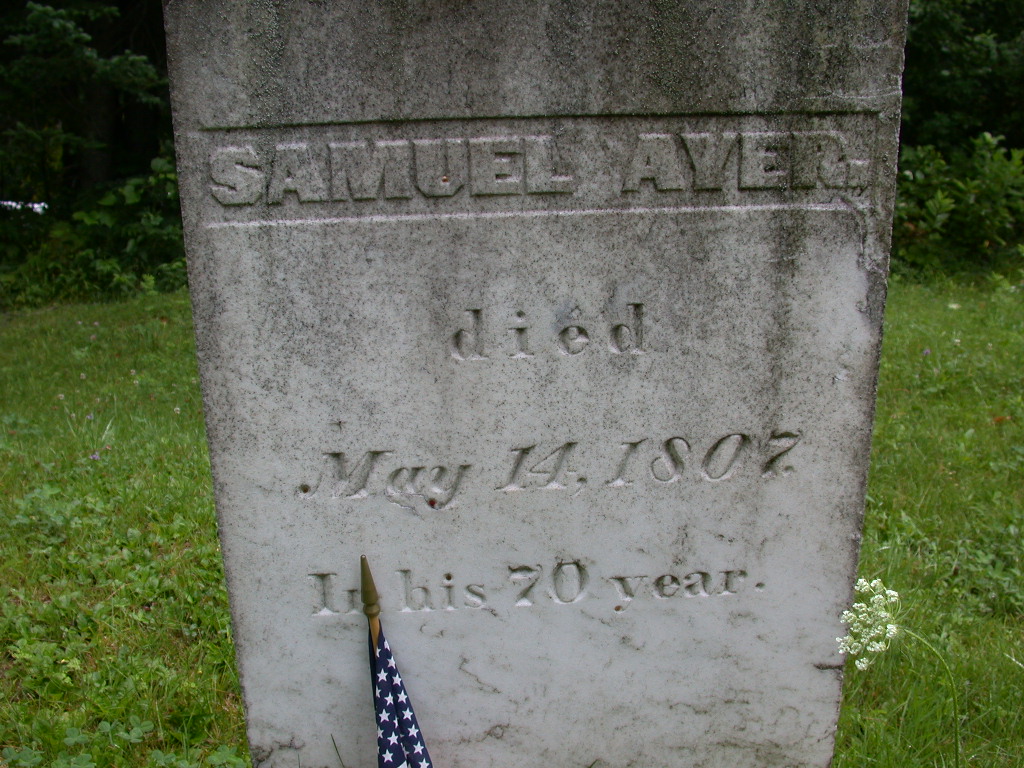 SAMUEL AYER,
died
May 14, 1807
In his 70 year.